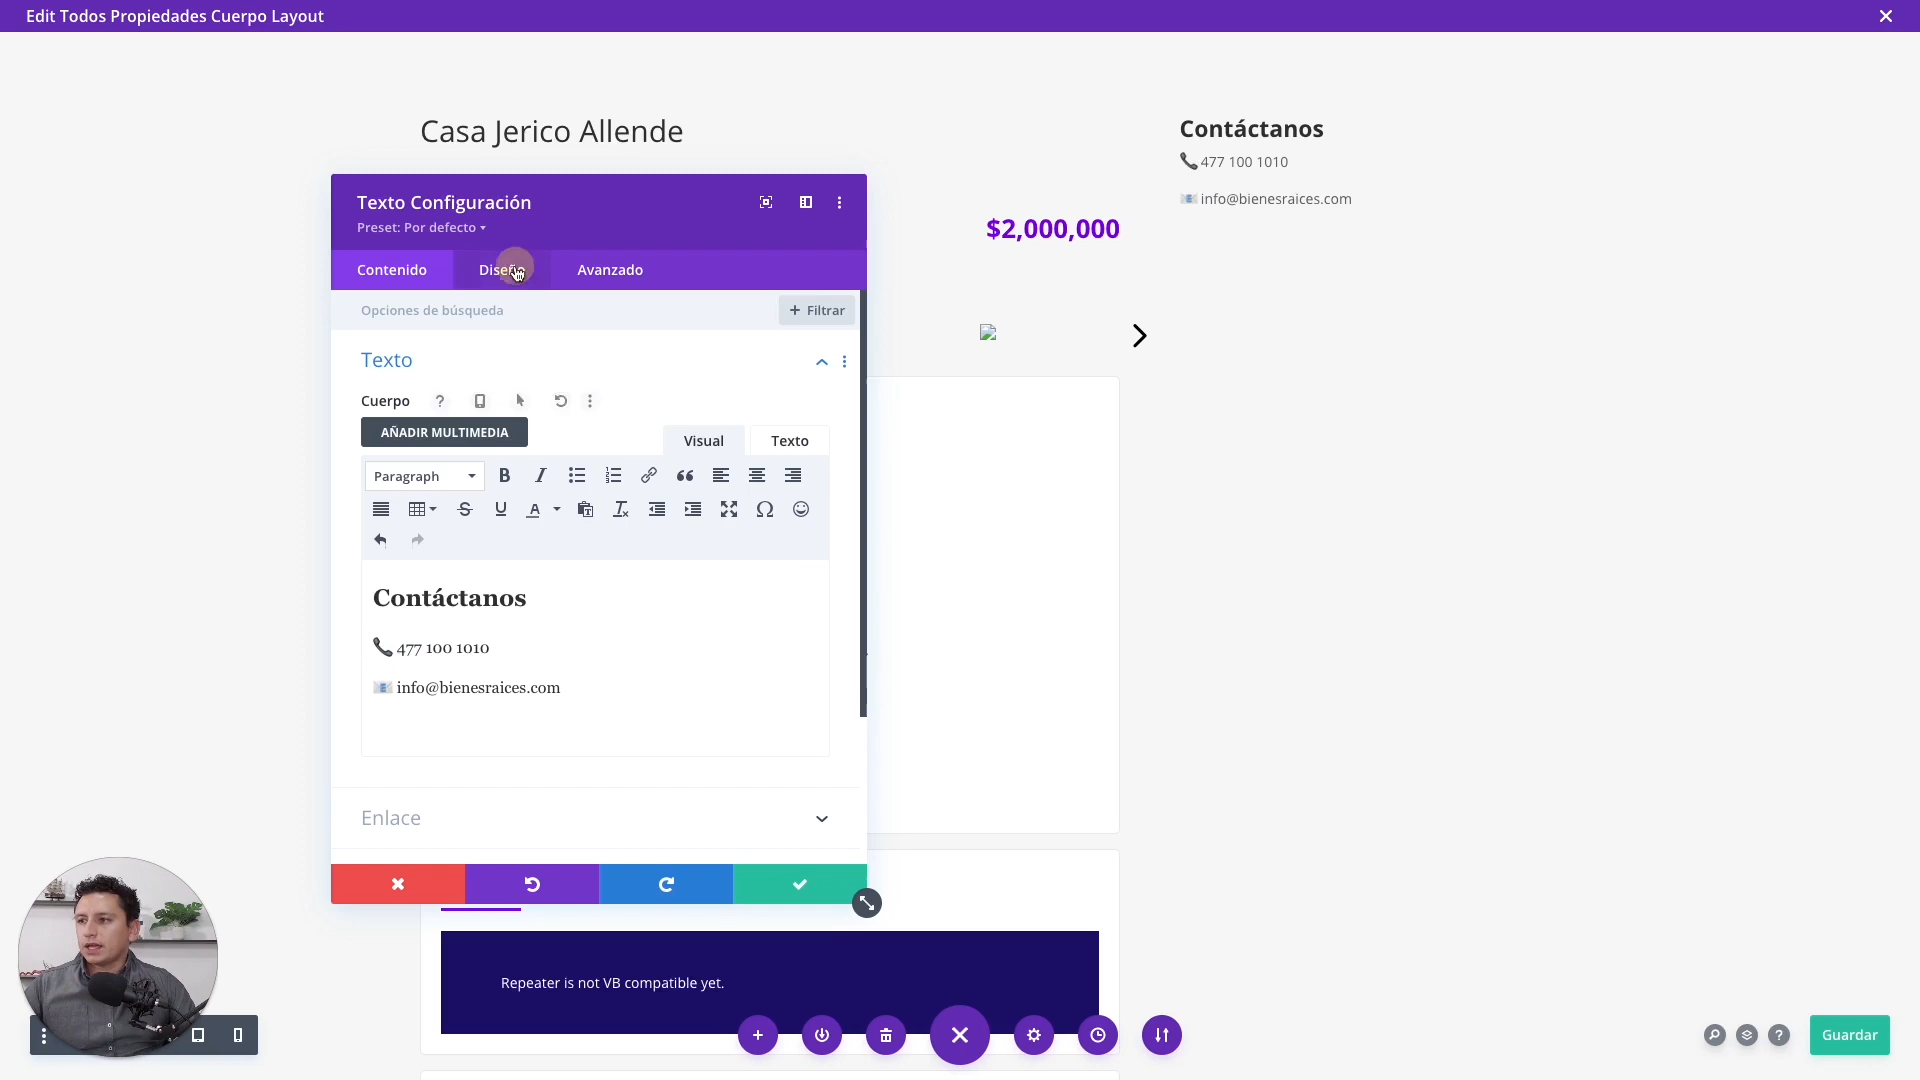 Edit Todos Propiedades Cuerpo Layout
Casa Jerico Allende
Contáctanos
477 100 1010
info@bienesraices.com
$2,000,000
Texto Configuración
Preset: Por defecto
Contenido
Diseño
Avanzado
Opciones de búsqueda
+ Filtrar
Texto
Cuerpo
AÑADIR MULTIMEDIA
Visual
Texto
Paragraph
Contáctanos
477 100 1010
info@bienesraices.com
Enlace
Repeater is not VB compatible yet.
Guardar